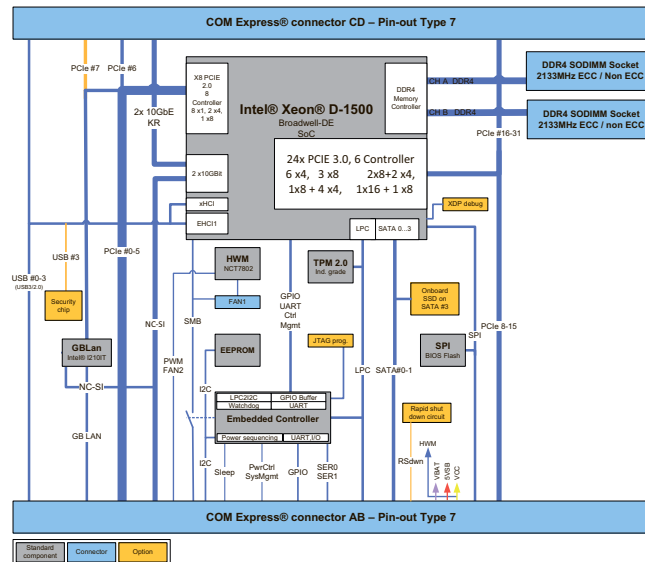 COM Express® connector CD – Pin-out Type 7
PCIe #7
PCIe #6
2x 10GbE
KR
X8 PCIE
2.0
8
Controller
8 x1, 2 x4,
1 x8
Intel® Xeon® D-1500
Broadwell-DE
SoC
DDR4
Memory
Controller
CH A DDR4
CH B DDR4
DDR4 SODIMM Socket
2133MHz ECC / Non ECC
DDR4 SODIMM Socket
2133MHz ECC / non ECC
PCIe #16-31
24x PCIE 3.0, 6 Controller
6 x4, 3 x8 2x8+2 x4,
1x8 + 4 x4, 1x16 + 1 x8
2 x10GBit
xHCI
EHCI1
LPC
SATA 0...3
XDP debug
USB #0-3
(USB3/2.0)
USB #3
PCIe #0-5
HWM
NCT7802
FAN1
TPM 2.0
Ind. grade
Security
chip
GPIO
UART
Ctrl
Mgmt
Onboard
SSD on
SATA #3
NC-SI
SMB
PCIe 8-15
GBLan
Intel® I210IT
EEPROM
JTAG prog.
SPI
BIOS Flash
PWM
FAN2
LPC
SATA#0-1
NC-SI
I2C
LPC2I2C
GPIO Buffer
Watchdog
UART
Embedded Controller
Power sequencing
UART,I/O
Rapid shut
down circuit
GB LAN
I2C
Sleep
PwrCtrl
SysMgmt
GPIO
SER0
SER1
RSdwn
HWM
VBAT
5VSB
VCC
COM Express® connector AB – Pin-out Type 7
Standard
component
Connector
Option